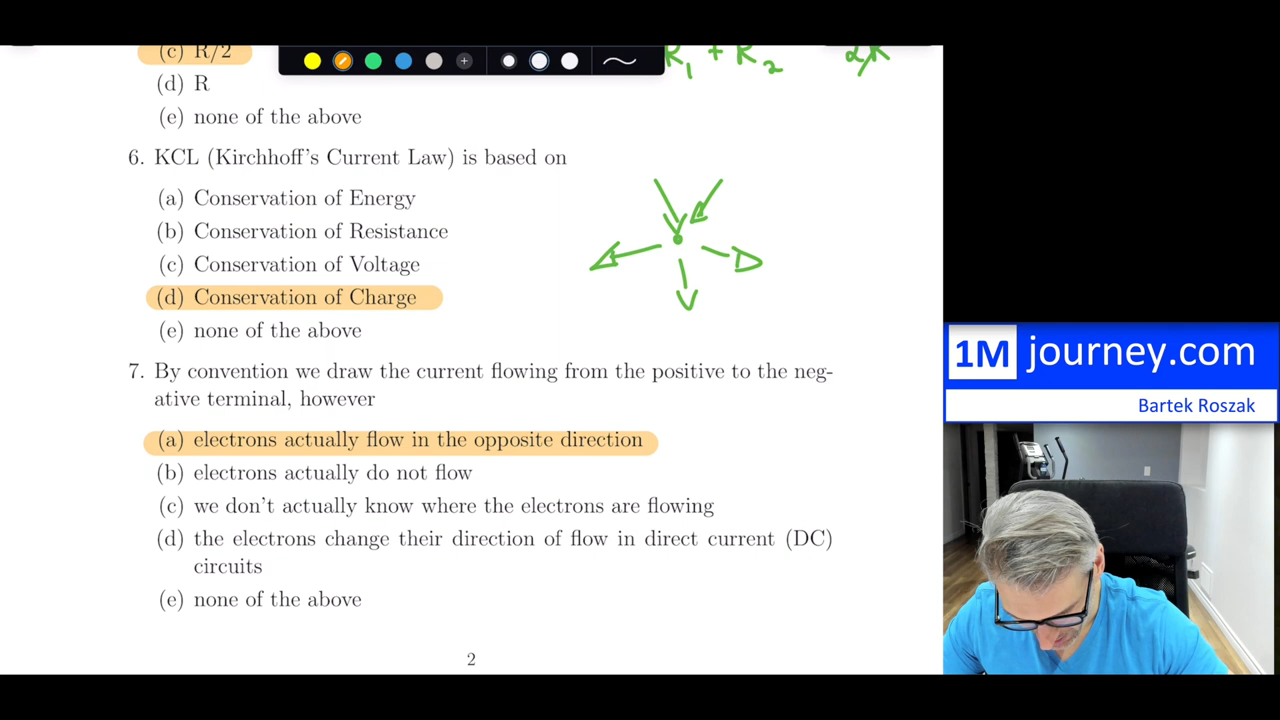 (c) R/2
R1 + R2
2R
(d) R
(e) none of the above
6. KCL (Kirchhoff's Current Law) is based on
(a) Conservation of Energy
(b) Conservation of Resistance
(c) Conservation of Voltage
(d) Conservation of Charge
(e) none of the above
7. By convention we draw the current flowing from the positive to the neg-
ative terminal, however
(a) electrons actually flow in the opposite direction
(b) electrons actually do not flow
(c) we don't actually know where the electrons are flowing
(d) the electrons change their direction of flow in direct current (DC)
circuits
(e) none of the above
2
1M journey.com
Bartek Roszak